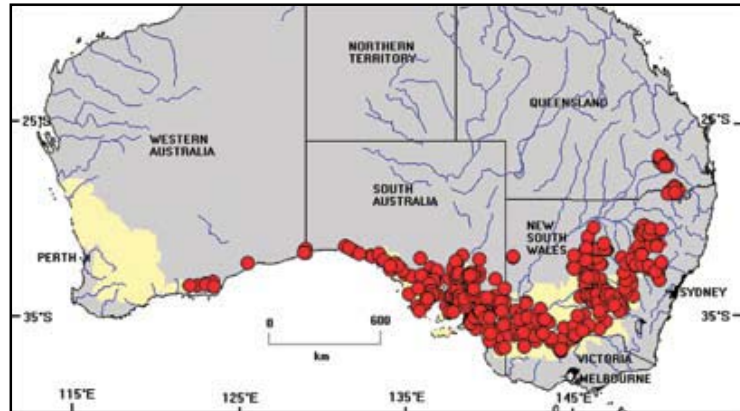 NORTHERN
TERRITORY
QUEENSLAND
25°S
25°S
WESTERN
AUSTRALIA
SOUTH
AUSTRALIA
NEW
SOUTH
WALES
PERTH
SYDNEY
35°S
35°S
0
600
km
VICTORIA
MELBOURNE
115°E
125°E
135°E
145°E